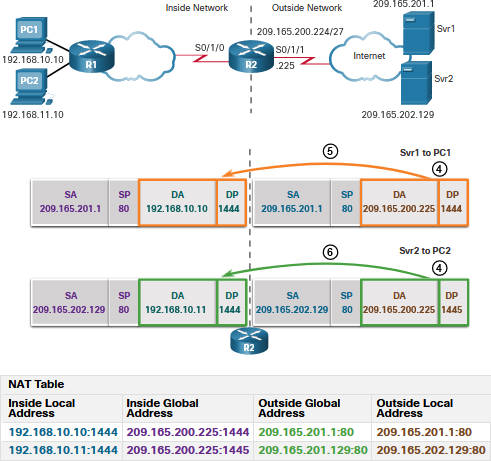 Inside Network
Outside Network
209.165.201.1
PC1
192.168.10.10
R1
S0/1/0
209.165.200.224/27
S0/1/1
R2
.225
Internet
Svr1
PC2
Svr2
192.168.11.10
209.165.202.129
5
4
Svr1 to PC1
SA SP DA DP SA SP DA DP
209.165.201.1 80 192.168.10.10 1444 209.165.201.1 80 209.165.200.225 1444
6
Svr2 to PC2
4
SA SP DA DP SA SP DA DP
209.165.202.129 80 192.168.10.11 1444 209.165.202.129 80 209.165.200.225 1445
R2
NAT Table
Inside Local Address Inside Global Address Outside Global Address Outside Local Address
192.168.10.10:1444 209.165.200.225:1444 209.165.201.1:80 209.165.201.1:80
192.168.10.11:1444 209.165.200.225:1445 209.165.201.129:80 209.165.202.129:80